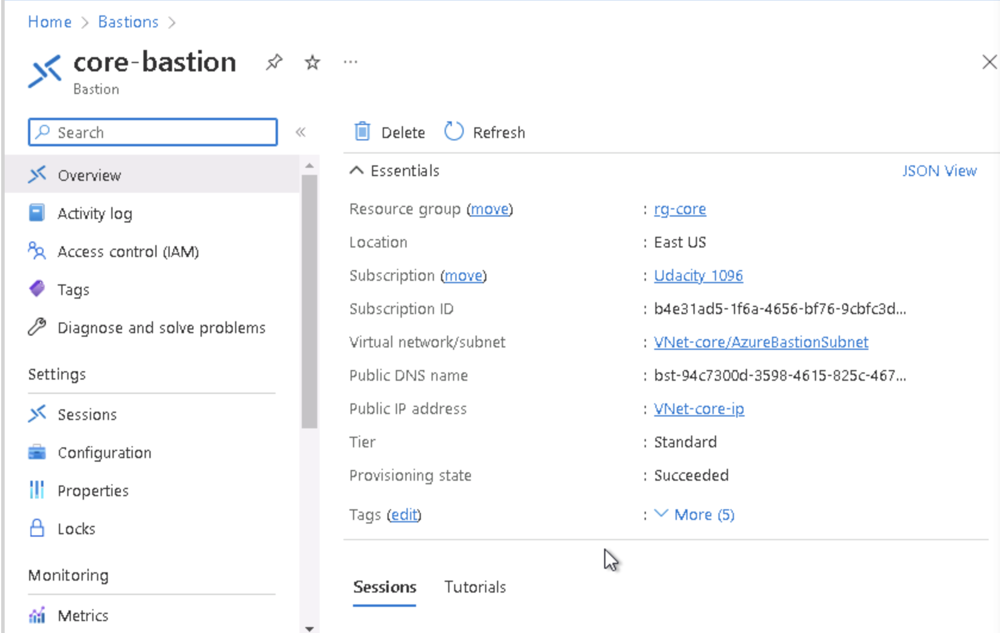 Home > Bastions >
core-bastion
Bastion
Search
Overview
Activity log
Access control (IAM)
Tags
Diagnose and solve problems
Settings
Sessions
Configuration
Properties
Locks
Monitoring
Metrics
Delete Refresh
Essentials JSON View
Resource group (move) : rg-core
Location : East US
Subscription (move) : Udacity 1096
Subscription ID : b4e31ad5-1f6a-4656-bf76-9cbfc3d...
Virtual network/subnet : VNet-core/AzureBastionSubnet
Public DNS name : bst-94c7300d-3598-4615-825c-467...
Public IP address : VNet-core-ip
Tier : Standard
Provisioning state : Succeeded
Tags (edit) : More (5)
Sessions Tutorials